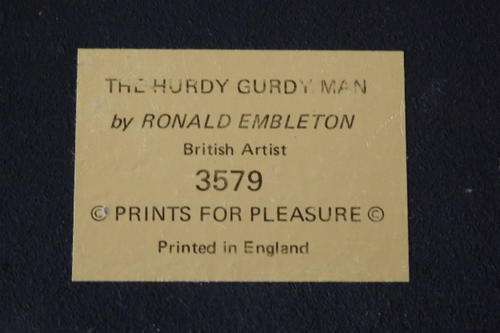 THE HURDY GURDY MAN
by RONALD EMBLETON
British Artist
3579
© PRINTS FOR PLEASURE ©
Printed in England